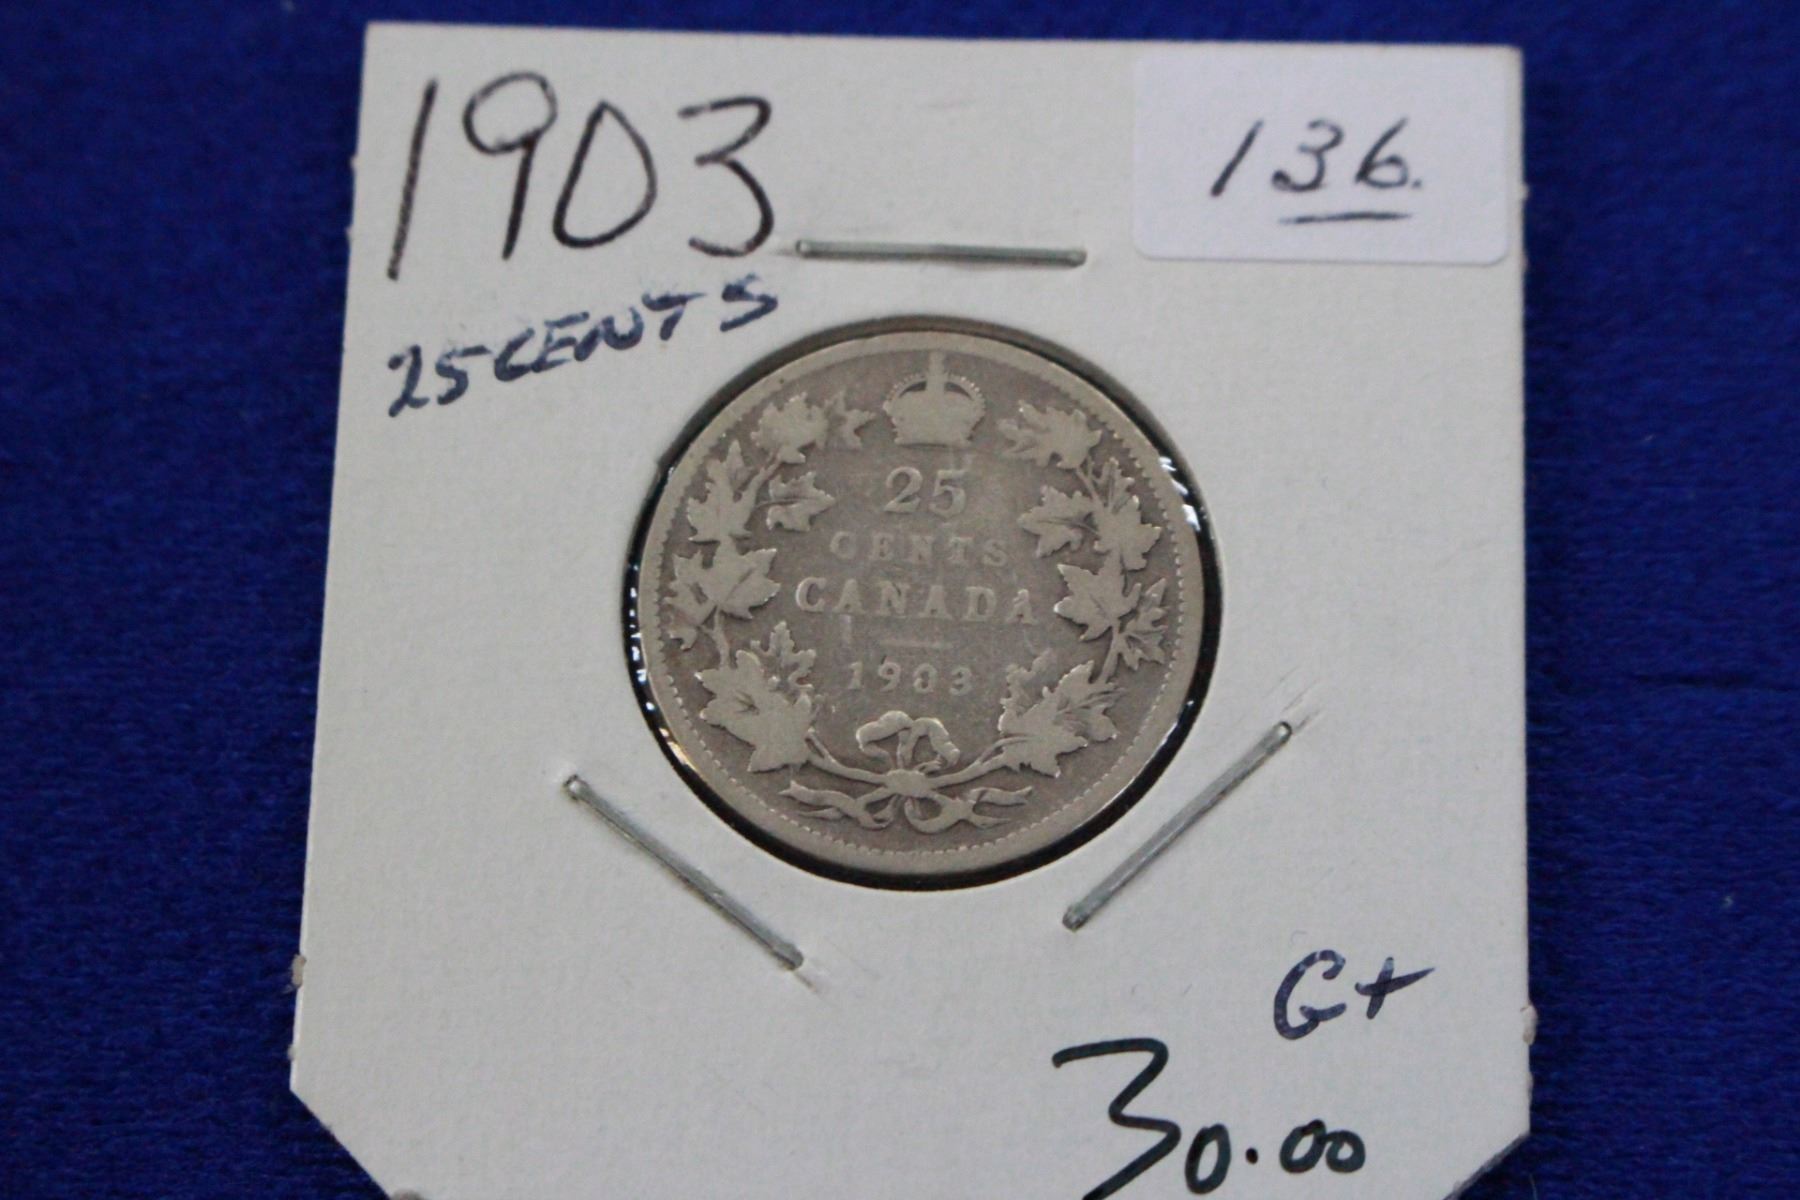 1903
136.
25 CENTS
25
CENTS
CANADA
1903
G+
30.00